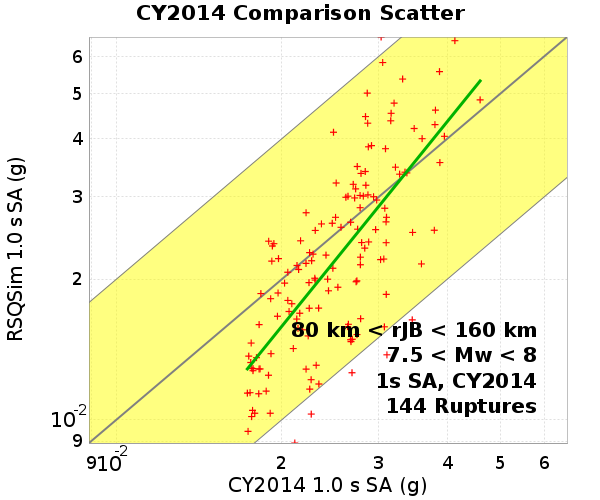 CY2014 Comparison Scatter
RSQSim 1.0 s SA (g)
6
5
4
3
2
10-2
9
80 km < rJB < 160 km
7.5 < Mw < 8
1s SA, CY2014
144 Ruptures
9 10-2 2 3 4 5 6
CY2014 1.0 s SA (g)